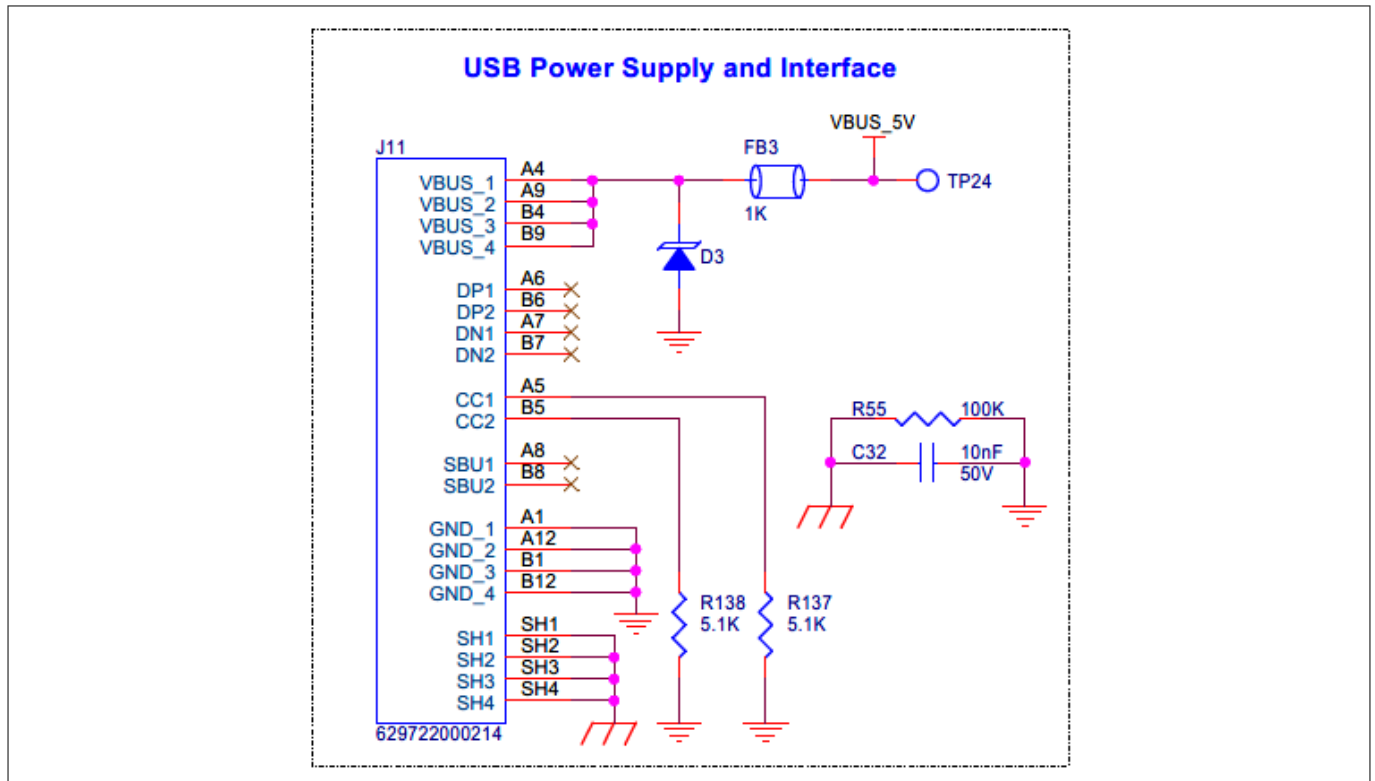 USB Power Supply and Interface
VBUS_5V
J11
FB3
VBUS_1 A4
VBUS_2 A9
VBUS_3 B4
VBUS_4 B9
1K
TP24
D3
DP1 A6
DP2 B6
DN1 A7
DN2 B7
CC1 A5
CC2 B5
R55 100K
C32 10nF
50V
SBU1 A8
SBU2 B8
GND_1 A1
GND_2 A12
GND_3 B1
GND_4 B12
R138
5.1K
R137
5.1K
SH1 SH1
SH2 SH2
SH3 SH3
SH4 SH4
629722000214